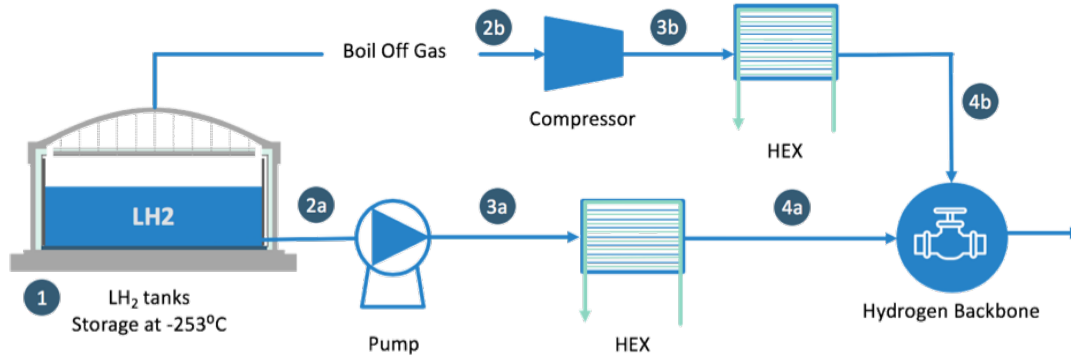 2b
3b
Boil Off Gas
Compressor
4b
HEX
LH2
2a
3a
4a
1
LH₂ tanks
Storage at -253⁰C
Pump
HEX
Hydrogen Backbone